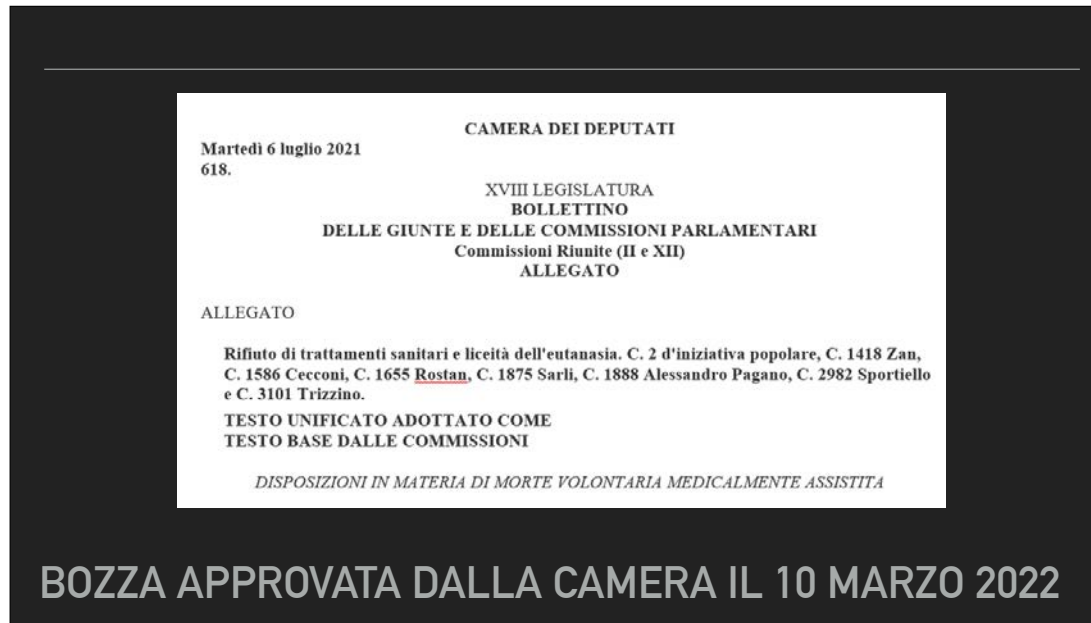 CAMERA DEI DEPUTATI
Martedì 6 luglio 2021
618.
XVIII LEGISLATURA
BOLLETTINO
DELLE GIUNTE E DELLE COMMISSIONI PARLAMENTARI
Commissioni Riunite (II e XII)
ALLEGATO
ALLEGATO
Rifiuto di trattamenti sanitari e liceità dell'eutanasia. C. 2 d'iniziativa popolare, C. 1418 Zan,
C. 1586 Cecconi, C. 1655 Rostan, C. 1875 Sarli, C. 1888 Alessandro Pagano, C. 2982 Sportiello
e C. 3101 Trizzino.
TESTO UNIFICATO ADOTTATO COME
TESTO BASE DALLE COMMISSIONI
DISPOSIZIONI IN MATERIA DI MORTE VOLONTARIA MEDICALMENTE ASSISTITA
BOZZA APPROVATA DALLA CAMERA IL 10 MARZO 2022